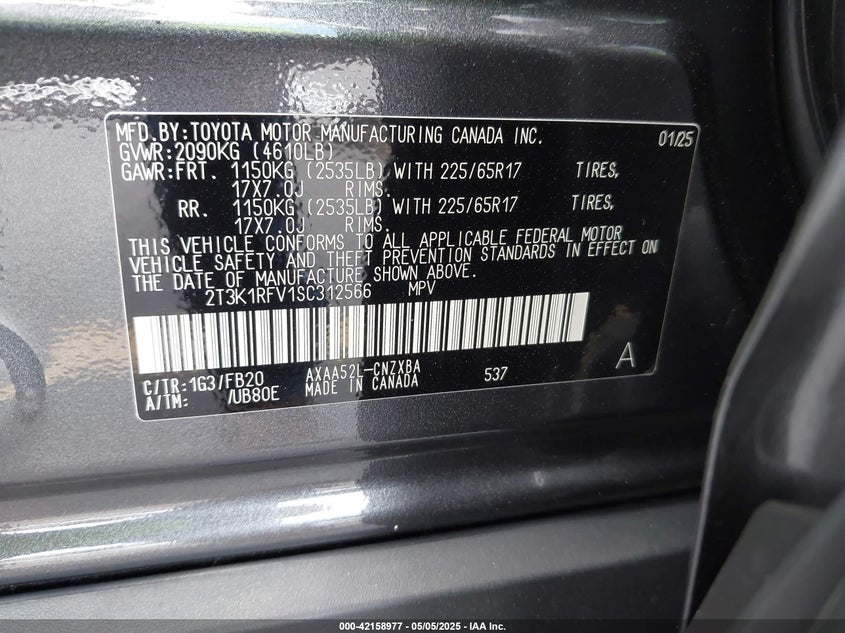 MFD.BY:TOYOTA MOTOR MANUFACTURING CANADA INC. 01/25
GVWR:2090KG (4610LB)
GAWR:FRT. 1150KG (2535LB) WITH 225/65R17 TIRES,
17X7.0J RIMS.
RR. 1150KG (2535LB) WITH 225/65R17 TIRES,
17X7.0J RIMS.
THIS VEHICLE CONFORMS TO ALL APPLICABLE FEDERAL MOTOR
VEHICLE SAFETY AND THEFT PREVENTION STANDARDS IN EFFECT ON
THE DATE OF MANUFACTURE SHOWN ABOVE.
2T3K1RFV1SC312566 MPV
C/TR:1G3/FB20 AXAA52L-CNZXBA 537 A
A/TM: /UB80E MADE IN CANADA
000-42158977 - 05/05/2025 - IAA Inc.